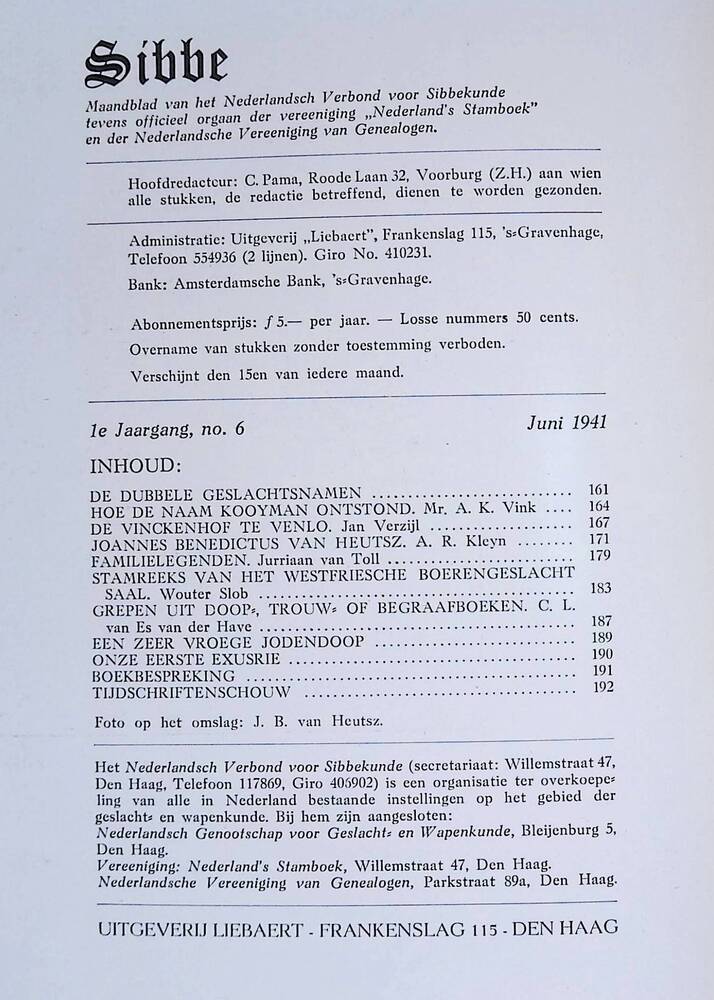 Sibbe
Maandblad van het Nederlandsch Verbond voor Sibbekunde
tevens officieel orgaan der vereeniging „Nederland's Stamboek”
en der Nederlandsche Vereeniging van Genealogen.
Hoofdredacteur: C. Pama, Roode Laan 32, Voorburg (Z.H.) aan wien
alle stukken, de redactie betreffend, dienen te worden gezonden.
Administratie: Uitgeverij „Liebaert”, Frankenslag 115, 's=Gravenhage,
Telefoon 554936 (2 lijnen). Giro No. 410231.
Bank: Amsterdamsche Bank, 's=Gravenhage.
Abonnementsprijs: f 5.— per jaar. — Losse nummers 50 cents.
Overname van stukken zonder toestemming verboden.
Verschijnt den 15en van iedere maand.
1e Jaargang, no. 6 Juni 1941
INHOUD:
DE DUBBELE GESLACHTSNAMEN ............................ 161
HOE DE NAAM KOOYMAN ONTSTOND. Mr. A. K. Vink .... 164
DE VINCKENHOF TE VENLO. Jan Verzijl .................... 167
JOANNES BENEDICTUS VAN HEUTSZ. A. R. Kleyn ........ 171
FAMILIELEGENDEN. Jurriaan van Toll .......................... 179
STAMREEKS VAN HET WESTFRIESCHE BOERENGESLACHT
SAAL. Wouter Slob ............................................ 183
GREPEN UIT DOOP=, TROUW= OF BEGRAAFBOEKEN. C. L.
van Es van der Have ............................................ 187
EEN ZEER VROEGE JODENDOOP ............................ 189
ONZE EERSTE EXUSRIE ........................................ 190
BOEKBESPREKING .............................................. 191
TIJDSCHRIFTENSCHOUW ...................................... 192
Foto op het omslag: J. B. van Heutsz.
Het Nederlandsch Verbond voor Sibbekunde (secretariaat: Willemstraat 47,
Den Haag, Telefoon 117869, Giro 406902) is een organisatie ter overkoepe=
ling van alle in Nederland bestaande instellingen op het gebied der
geslacht= en wapenkunde. Bij hem zijn aangesloten:
Nederlandsch Genootschap voor Geslacht= en Wapenkunde, Bleijenburg 5,
Den Haag.
Vereeniging: Nederland's Stamboek, Willemstraat 47, Den Haag.
Nederlandsche Vereeniging van Genealogen, Parkstraat 89a, Den Haag.
UITGEVERIJ LIEBAERT - FRANKENSLAG 115 - DEN HAAG